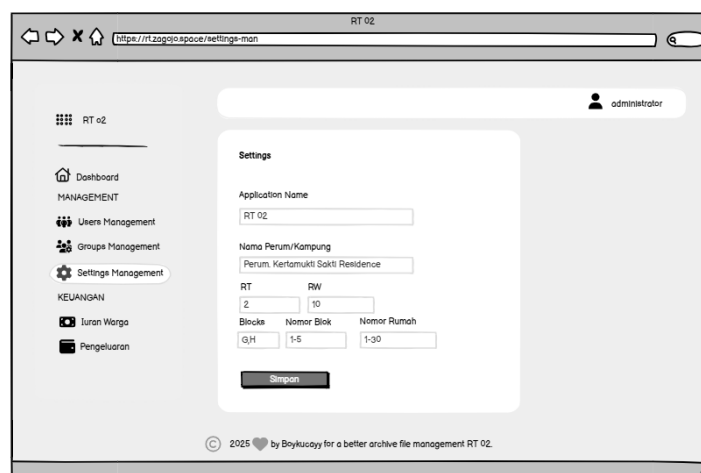 RT 02
https://rt.zagojo.space/settings-man
administrator
RT 02
Dashboard
MANAGEMENT
Users Management
Groups Management
Settings Management
KEUANGAN
Iuran Warga
Pengeluaran
Settings
Application Name
RT 02
Nama Perum/Kampung
Perum. Kertamukti Sakti Residence
RT RW
2 10
Blocks Nomor Blok Nomor Rumah
G,H 1-5 1-30
Simpan
© 2025 by Boykucayy for a better archive file management RT 02.